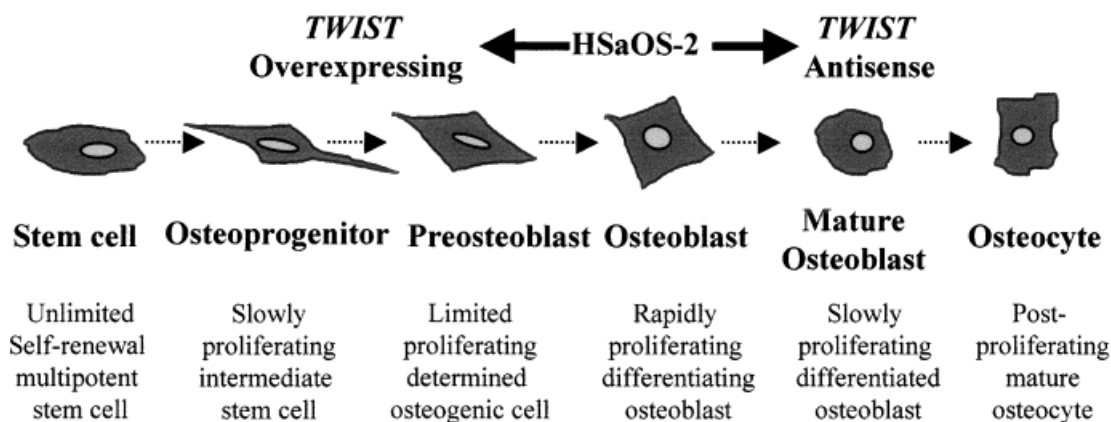 TWIST HSaOS-2 TWIST
Overexpressing Antisense
Stem cell Osteoprogenitor Preosteoblast Osteoblast Mature Osteoblast Osteocyte
Unlimited Slowly Limited Rapidly Slowly Post-
Self-renewal proliferating proliferating proliferating proliferating proliferating
multipotent intermediate determined differentiating differentiated mature
stem cell stem cell osteogenic cell osteoblast osteoblast osteocyte